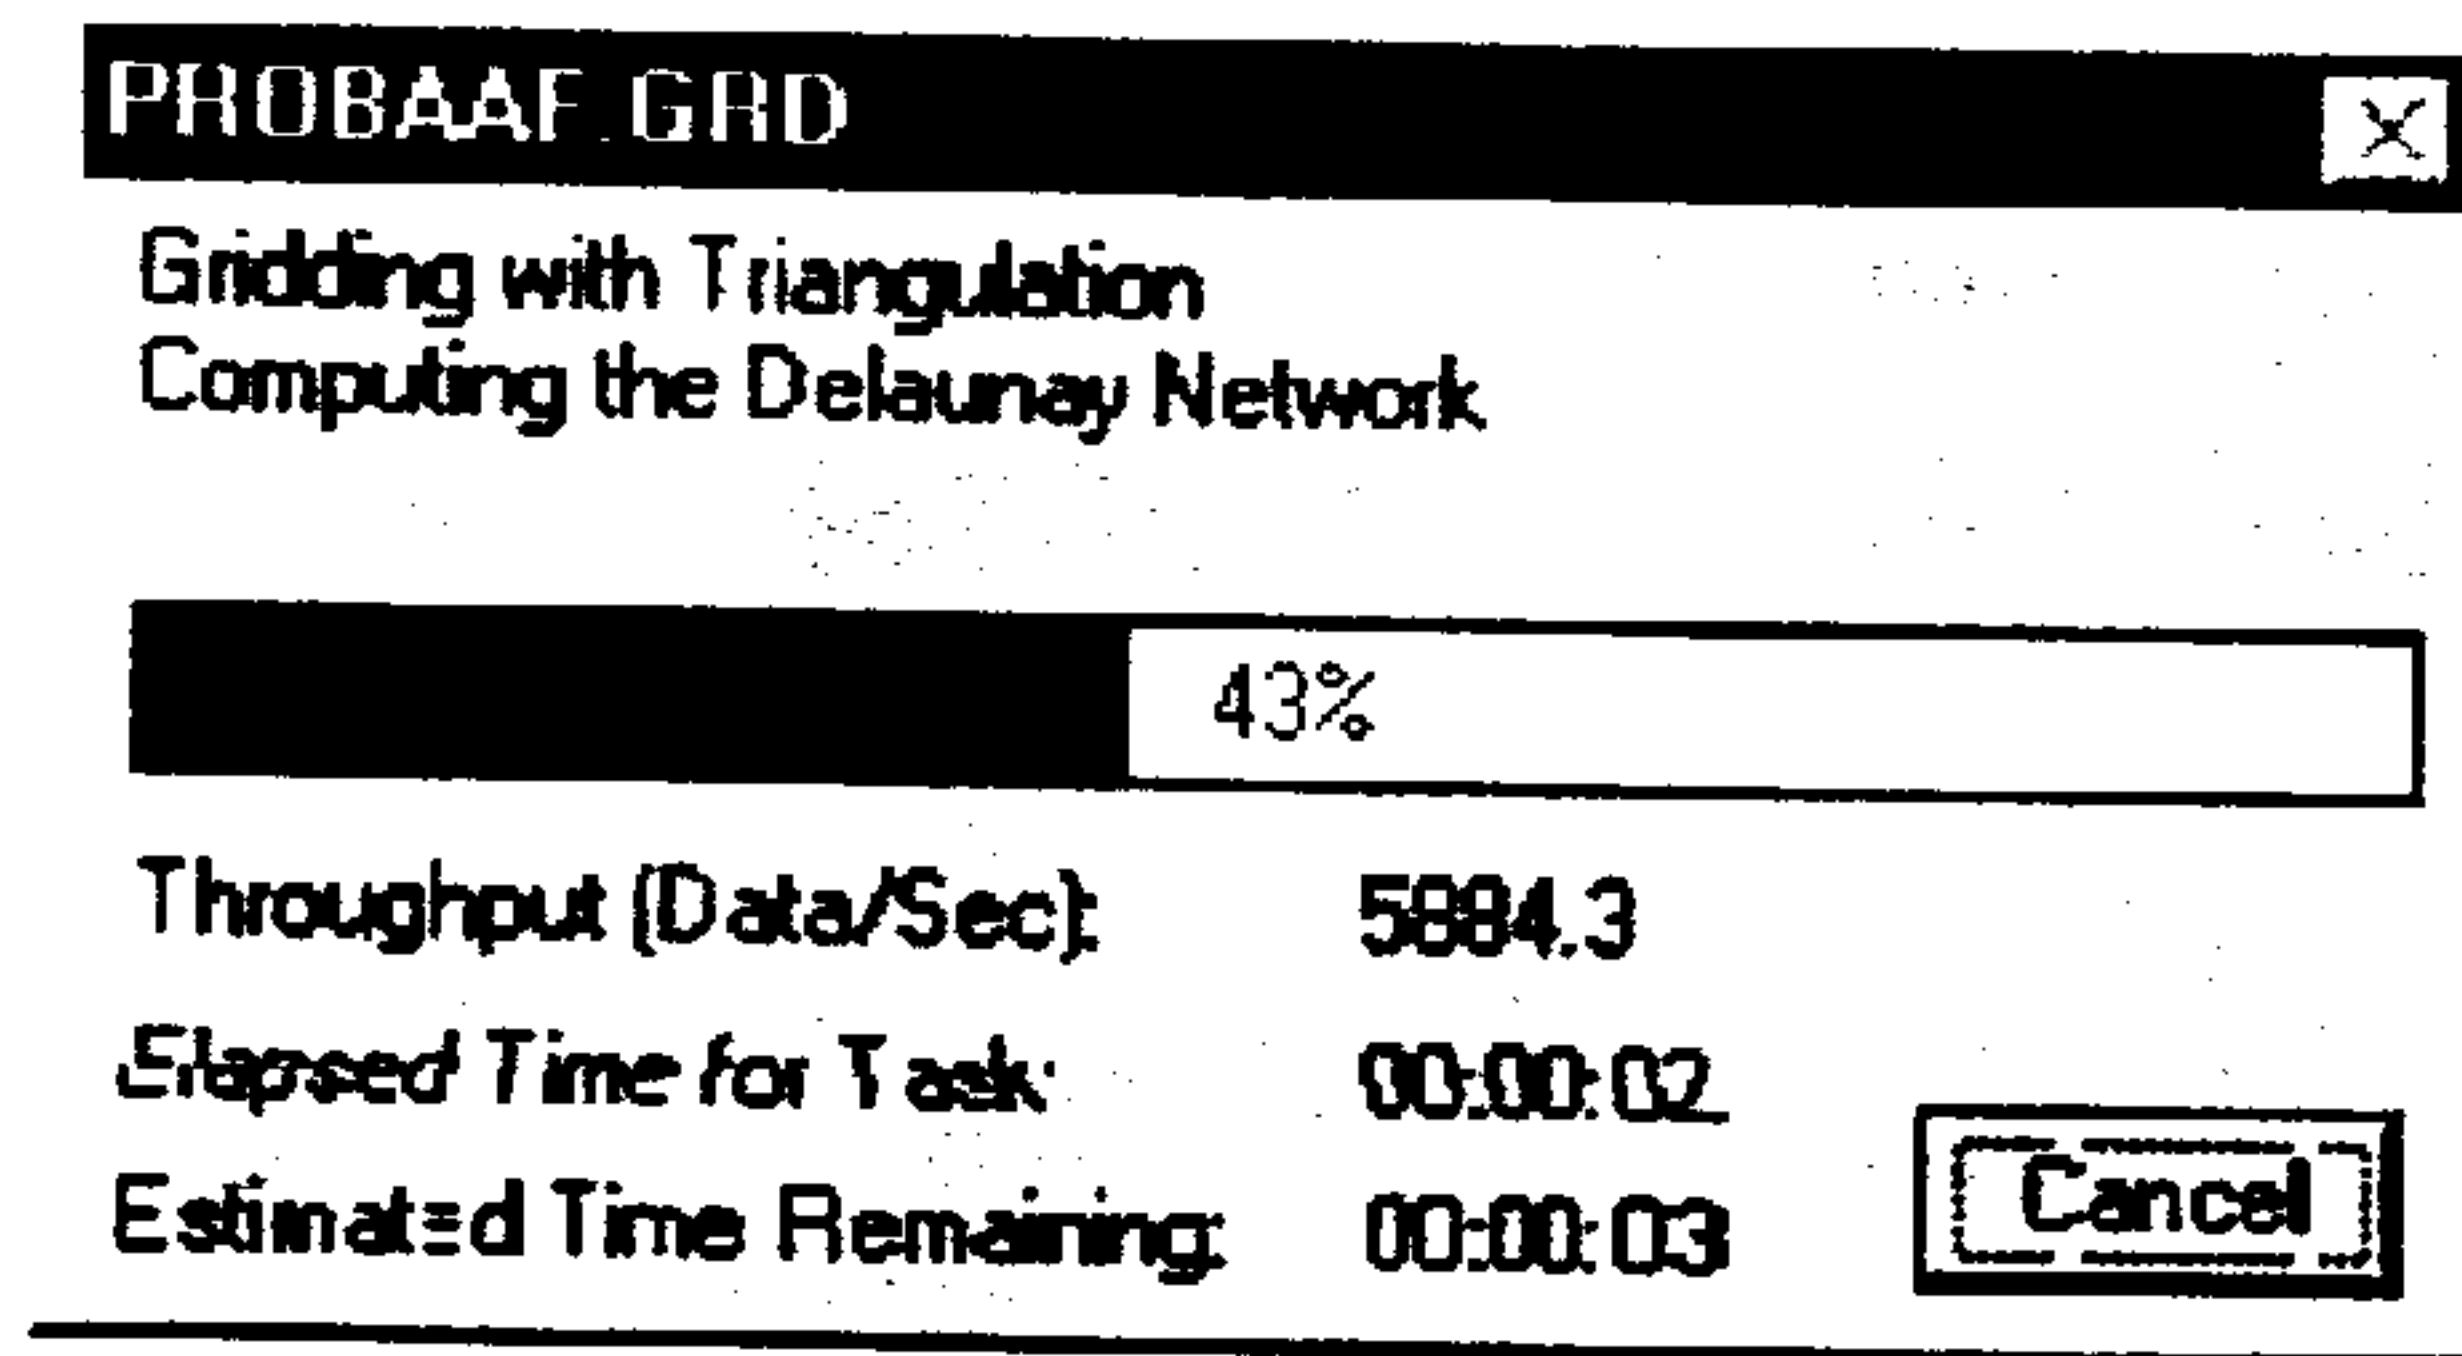 PROBAAF.GRD
Gridding with Triangulation
Computing the Delaunay Network
43%
Throughput (Data/Sec): 5884.3
Elapsed Time for Task: 00:00:02
Estimated Time Remaining: 00:00:03
Cancel